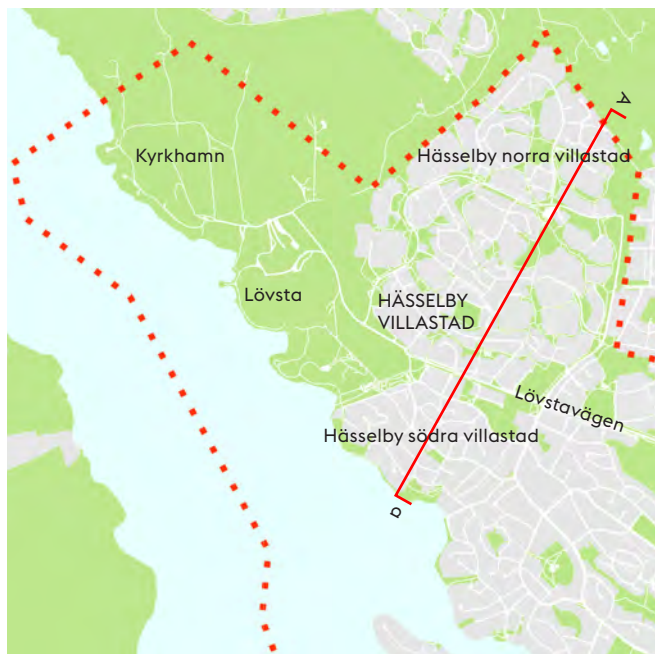 A
Kyrkhamn
Hässelby norra villastad
Lövsta
HÄSSELBY
VILLASTAD
Lövstavägen
Hässelby södra villastad
a